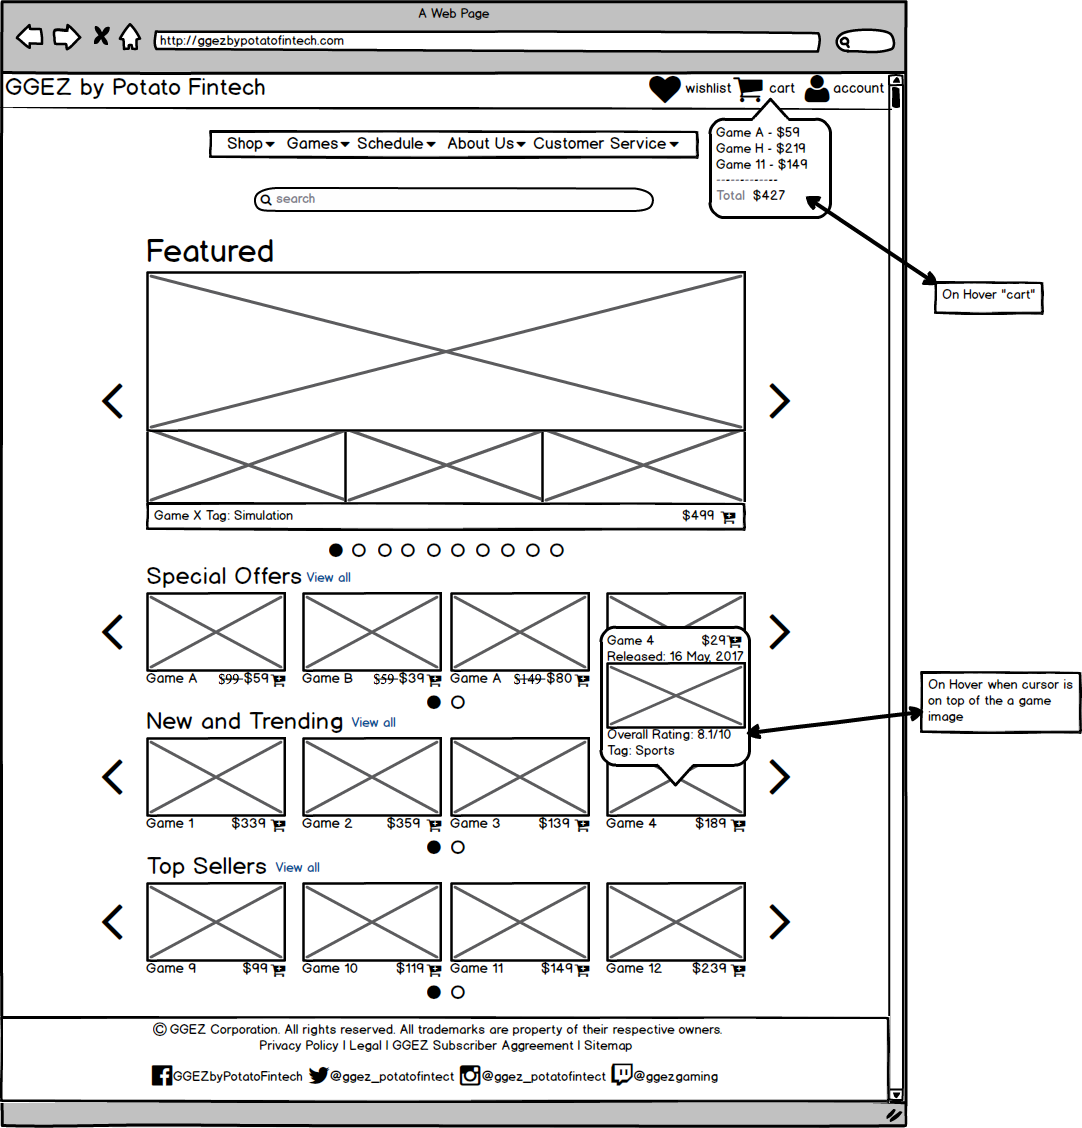 A Web Page
http://ggezbypotatofintech.com
GGEZ by Potato Fintech
wishlist
cart
account
Shop
Games
Schedule
About Us
Customer Service
Game A - $59
Game H - $219
Game 11 - $149
-------------
Total $427
search
On Hover "cart"
Featured
Game X Tag: Simulation
$499
Special Offers View all
Game A $99 $59
Game B $59 $39
Game A $149 $80
Game 4 $29
Released: 16 May, 2017
Overall Rating: 8.1/10
Tag: Sports
On Hover when cursor is
on top of the a game
image
New and Trending View all
Game 1 $339
Game 2 $359
Game 3 $139
Game 4 $189
Top Sellers View all
Game 9 $99
Game 10 $119
Game 11 $149
Game 12 $239
© GGEZ Corporation. All rights reserved. All trademarks are property of their respective owners.
Privacy Policy | Legal | GGEZ Subscriber Aggreement | Sitemap
GGEZbyPotatoFintech
@ggez_potatofintect
@ggez_potatofintect
@ggezgaming